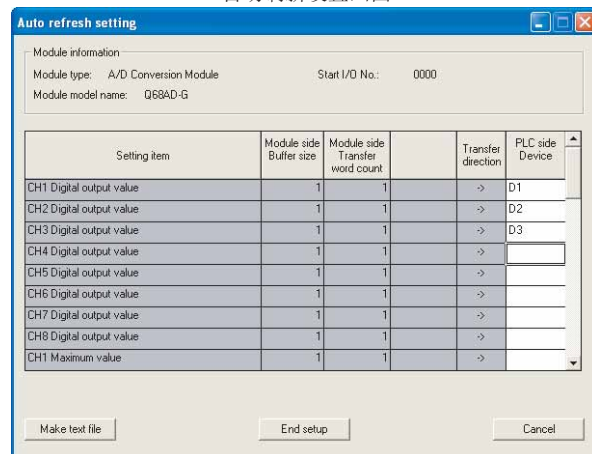 Auto refresh setting
Module information
Module type: A/D Conversion Module Start I/O No.: 0000
Module model name: Q68AD-G
Setting item Module side Buffer size Module side Transfer word count Transfer direction PLC side Device
CH1 Digital output value 1 1 -> D1
CH2 Digital output value 1 1 -> D2
CH3 Digital output value 1 1 -> D3
CH4 Digital output value 1 1 ->
CH5 Digital output value 1 1 ->
CH6 Digital output value 1 1 ->
CH7 Digital output value 1 1 ->
CH8 Digital output value 1 1 ->
CH1 Maximum value 1 1 ->
Make text file End setup Cancel